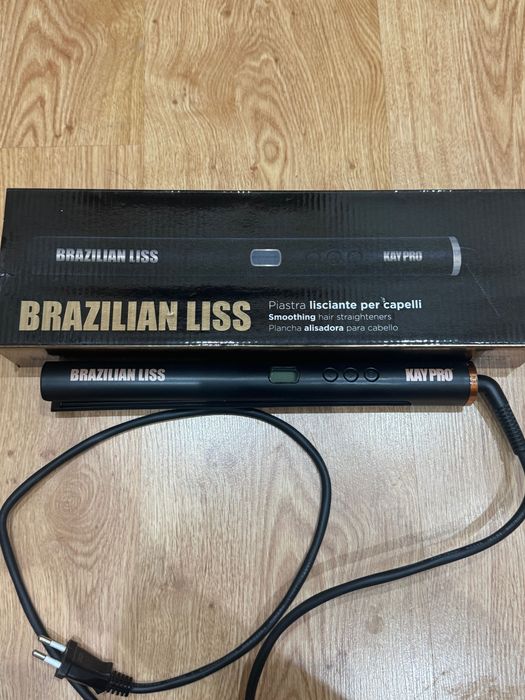 BRAZILIAN LISS
KAY PRO
BRAZILIAN LISS
Piastra lisciante per capelli
Smoothing hair straighteners
Plancha alisadora para cabello
BRAZILIAN LISS
KAY PRO